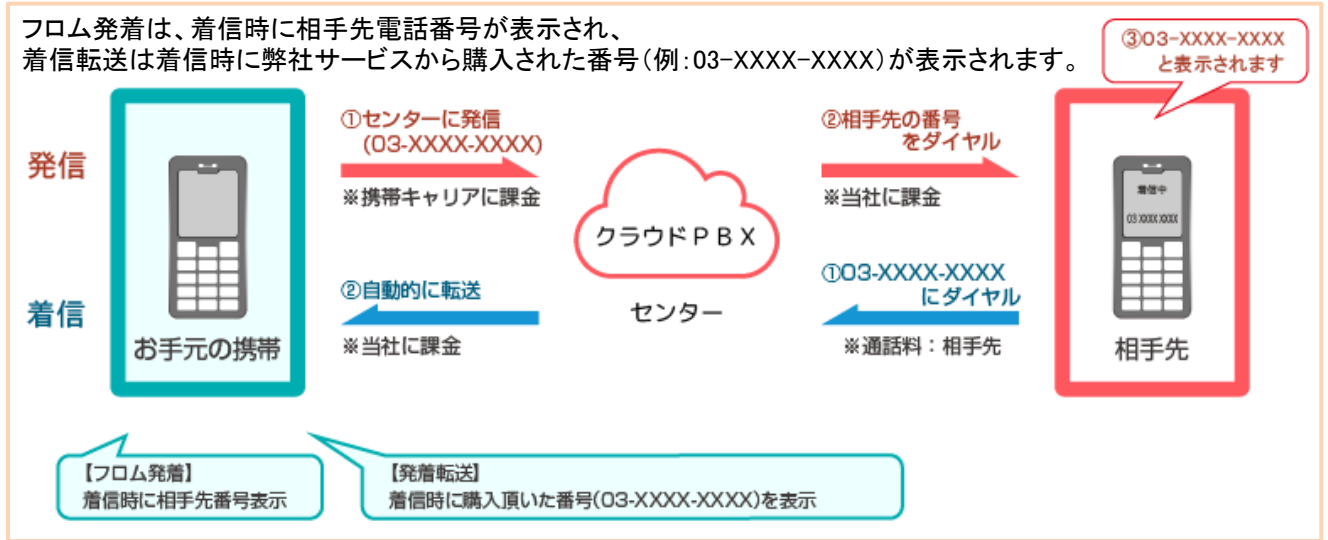 フロム発着は、着信時に相手先電話番号が表示され、
着信転送は着信時に弊社サービスから購入された番号(例:03-XXXX-XXXX)が表示されます。
③03-XXXX-XXXX
と表示されます
発信
①センターに発信
(03-XXXX-XXXX)
※携帯キャリアに課金
②相手先の番号
をダイヤル
※当社に課金
着信中
03 XXXX XXXX
クラウドPBX
センター
着信
②自動的に転送
※当社に課金
①03-XXXX-XXXX
にダイヤル
※通話料:相手先
お手元の携帯
相手先
【フロム発着】
着信時に相手先番号表示
【発着転送】
着信時に購入頂いた番号(03-XXXX-XXXX)を表示